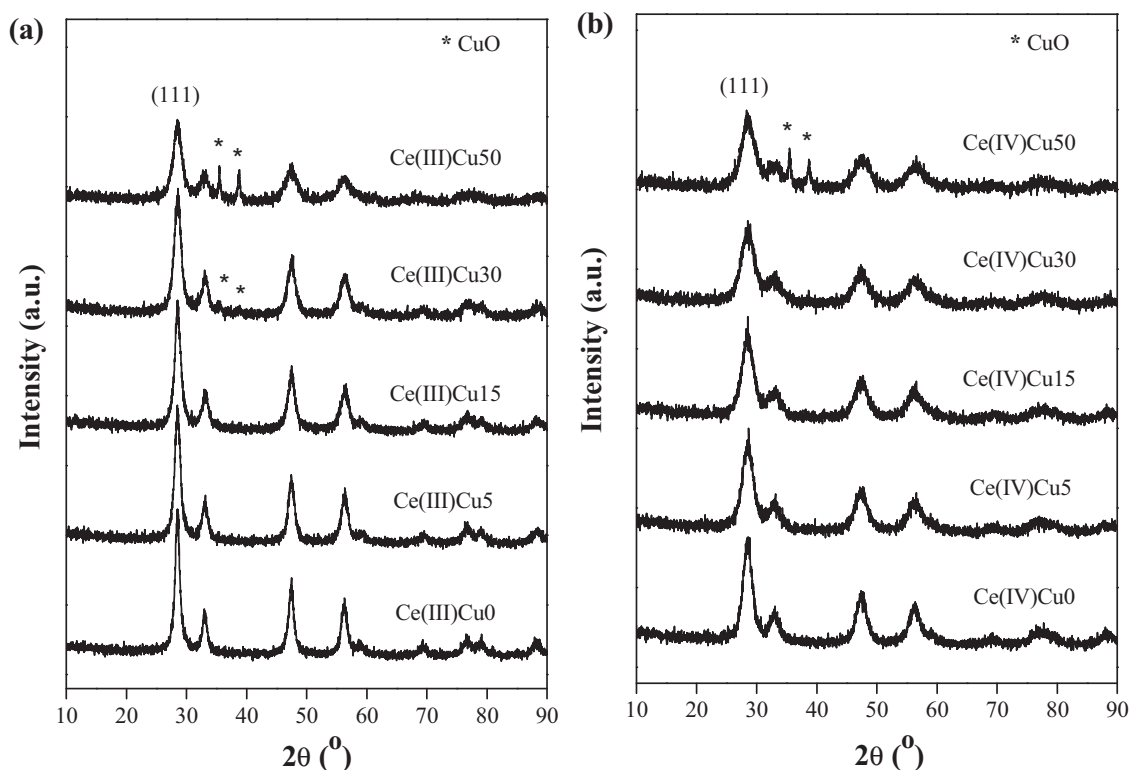 (a)
* CuO
(111)
* *
Ce(III)Cu50
* *
Ce(III)Cu30
Ce(III)Cu15
Ce(III)Cu5
Ce(III)Cu0
Intensity (a.u.)
10 20 30 40 50 60 70 80 90
2θ (°)
(b)
* CuO
(111)
* *
Ce(IV)Cu50
Ce(IV)Cu30
Ce(IV)Cu15
Ce(IV)Cu5
Ce(IV)Cu0
Intensity (a.u.)
10 20 30 40 50 60 70 80 90
2θ (°)